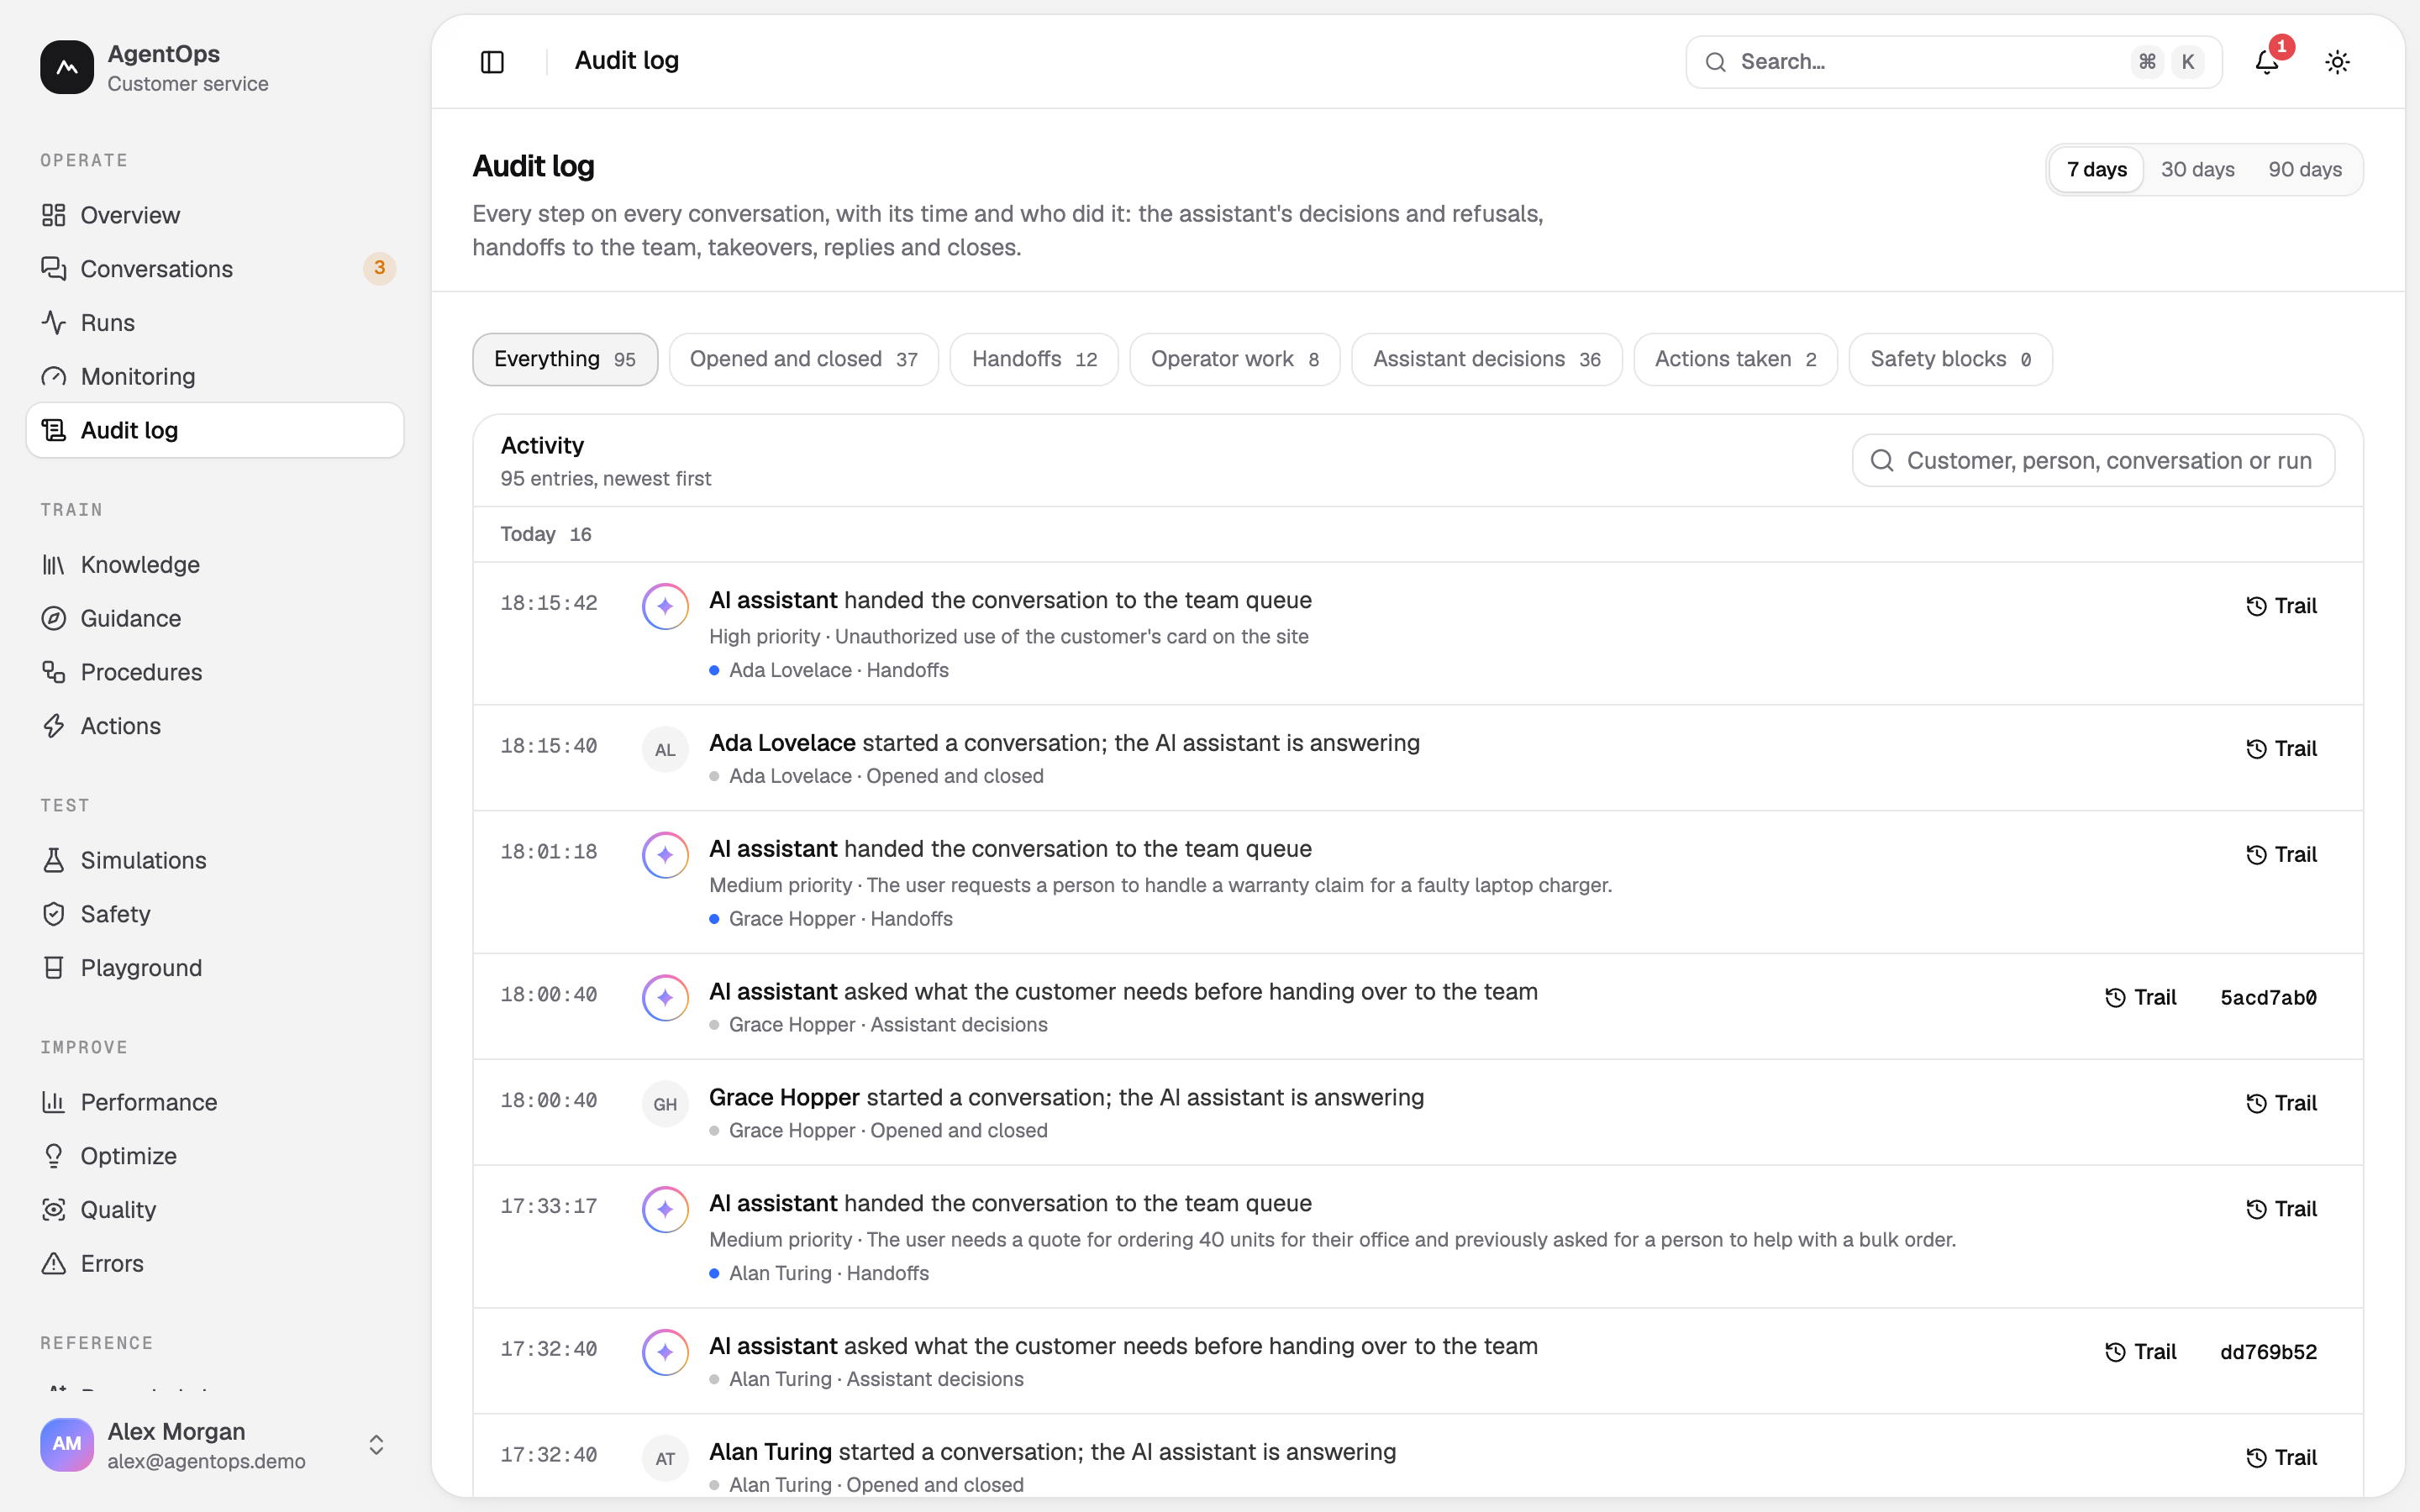 AgentOps
Customer service
OPERATE
Overview
Conversations 3
Runs
Monitoring
Audit log
TRAIN
Knowledge
Guidance
Procedures
Actions
TEST
Simulations
Safety
Playground
IMPROVE
Performance
Optimize
Quality
Errors
REFERENCE
AM
Alex Morgan
alex@agentops.demo
Audit log
Search... ⌘ K
1
Audit log
7 days 30 days 90 days
Every step on every conversation, with its time and who did it: the assistant's decisions and refusals,
handoffs to the team, takeovers, replies and closes.
Everything 95 Opened and closed 37 Handoffs 12 Operator work 8 Assistant decisions 36 Actions taken 2 Safety blocks 0
Activity
95 entries, newest first
Customer, person, conversation or run
Today 16
18:15:42 AI assistant handed the conversation to the team queue Trail
High priority · Unauthorized use of the customer's card on the site
Ada Lovelace · Handoffs
18:15:40 AL Ada Lovelace started a conversation; the AI assistant is answering Trail
Ada Lovelace · Opened and closed
18:01:18 AI assistant handed the conversation to the team queue Trail
Medium priority · The user requests a person to handle a warranty claim for a faulty laptop charger.
Grace Hopper · Handoffs
18:00:40 AI assistant asked what the customer needs before handing over to the team Trail 5acd7ab0
Grace Hopper · Assistant decisions
18:00:40 GH Grace Hopper started a conversation; the AI assistant is answering Trail
Grace Hopper · Opened and closed
17:33:17 AI assistant handed the conversation to the team queue Trail
Medium priority · The user needs a quote for ordering 40 units for their office and previously asked for a person to help with a bulk order.
Alan Turing · Handoffs
17:32:40 AI assistant asked what the customer needs before handing over to the team Trail dd769b52
Alan Turing · Assistant decisions
17:32:40 AT Alan Turing started a conversation; the AI assistant is answering Trail
Alan Turing · Opened and closed